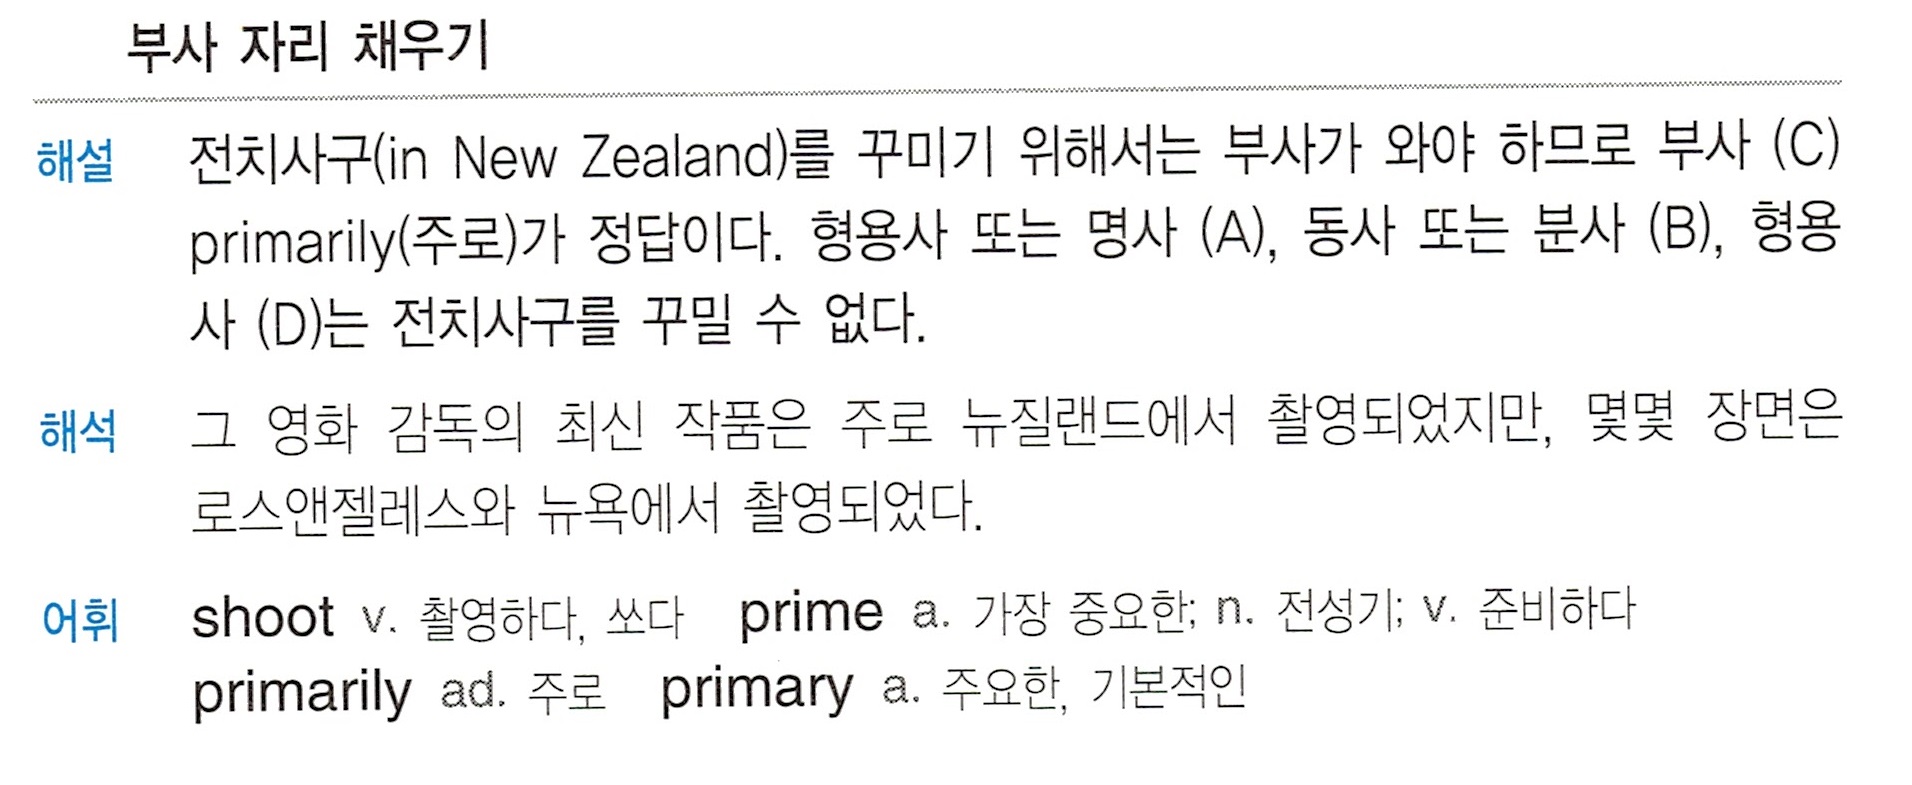 부사 자리 채우기
해설 전치사구(in New Zealand)를 꾸미기 위해서는 부사가 와야 하므로 부사 (C)
primarily(주로)가 정답이다. 형용사 또는 명사 (A), 동사 또는 분사 (B), 형용
사 (D)는 전치사구를 꾸밀 수 없다.
해석 그 영화 감독의 최신 작품은 주로 뉴질랜드에서 촬영되었지만, 몇몇 장면은
로스앤젤레스와 뉴욕에서 촬영되었다.
어휘 shoot v. 촬영하다, 쏘다 prime a. 가장 중요한; n. 전성기; v. 준비하다
primarily ad. 주로 primary a. 주요한, 기본적인